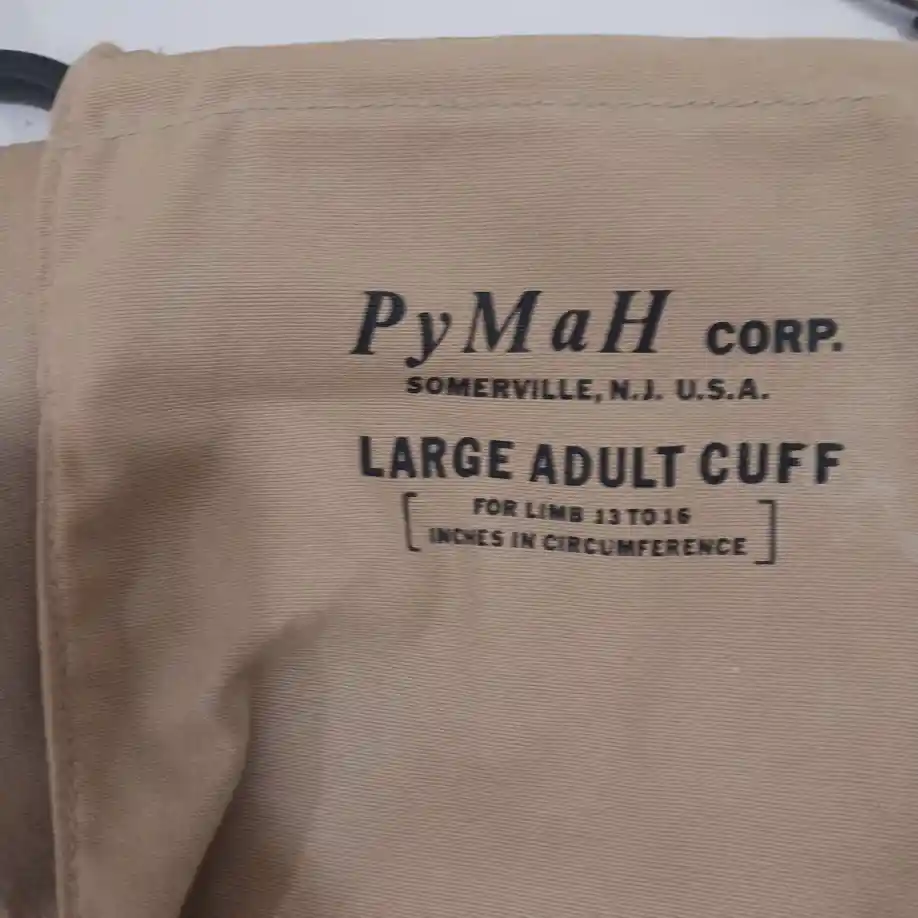 PyMaH CORP.
SOMERVILLE, N.J. U.S.A.
LARGE ADULT CUFF
FOR LIMB 13 TO 16
INCHES IN CIRCUMFERENCE